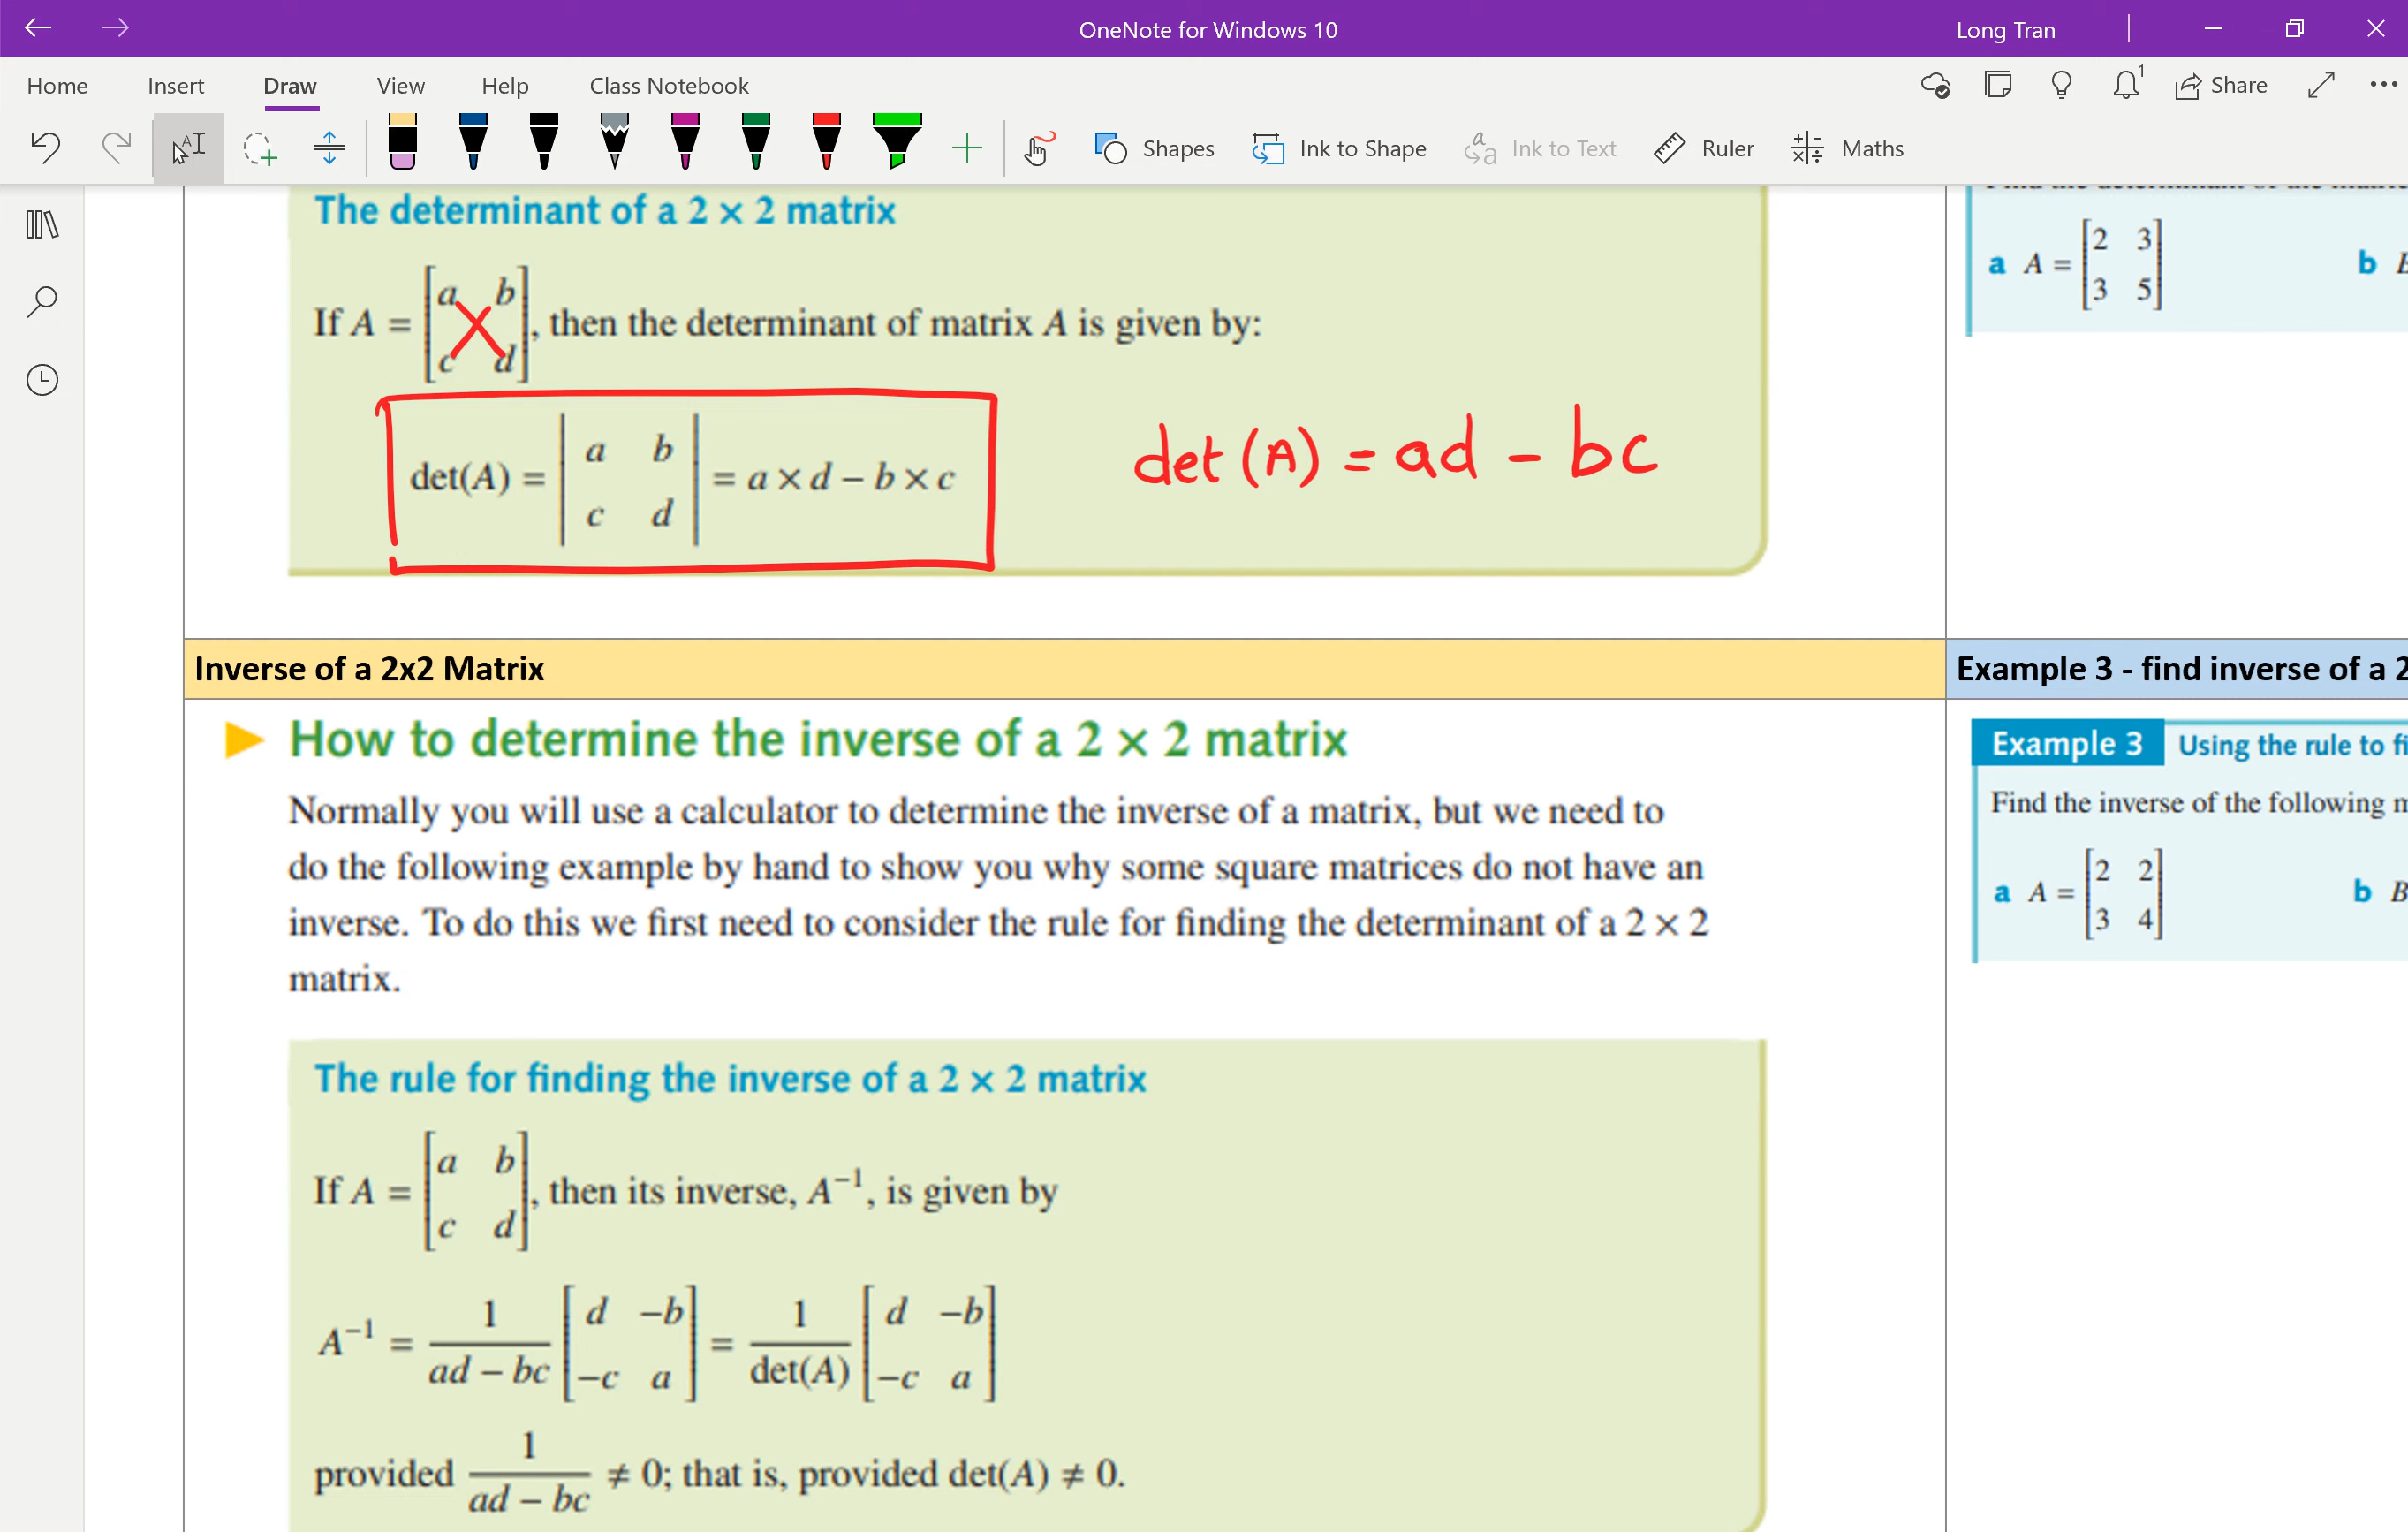 OneNote for Windows 10
Long Tran
Home Insert Draw View Help Class Notebook
1
Share
Shapes Ink to Shape Ink to Text Ruler Maths
The determinant of a 2 × 2 matrix
If A = [a b
c d], then the determinant of matrix A is given by:
det(A) = |a b
c d| = a × d − b × c
det (A) = ad − bc
a A = [2 3
3 5]
b
Inverse of a 2x2 Matrix
How to determine the inverse of a 2 × 2 matrix
Normally you will use a calculator to determine the inverse of a matrix, but we need to
do the following example by hand to show you why some square matrices do not have an
inverse. To do this we first need to consider the rule for finding the determinant of a 2 × 2
matrix.
The rule for finding the inverse of a 2 × 2 matrix
If A = [a b
c d], then its inverse, A⁻¹, is given by
A⁻¹ = 1/(ad − bc) [d −b
−c a] = 1/det(A) [d −b
−c a]
provided 1/(ad − bc) ≠ 0; that is, provided det(A) ≠ 0.
Example 3 - find inverse of a 2
Example 3 Using the rule to fi
Find the inverse of the following m
a A = [2 2
3 4]
b B